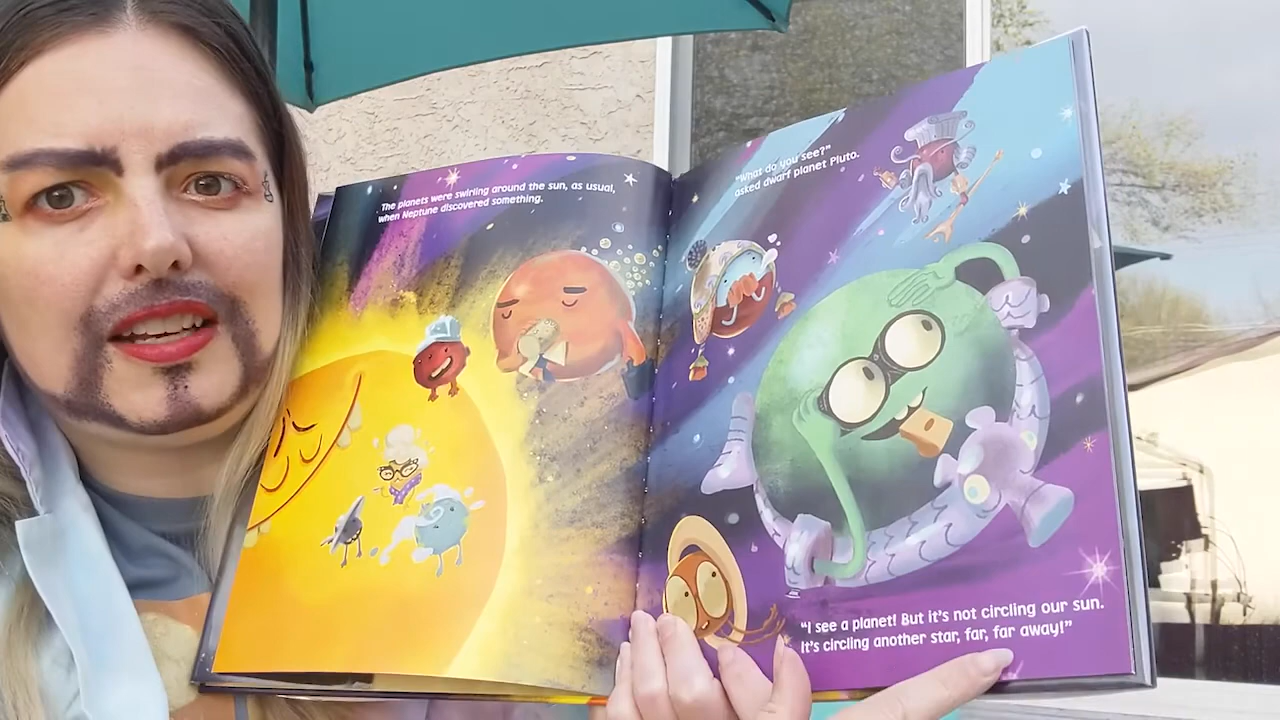 The planets were swirling around the sun, as usual,
when Neptune discovered something.
"What do you see?"
asked dwarf planet Pluto.
"I see a planet! But it's not circling our sun.
It's circling another star, far, far away!"